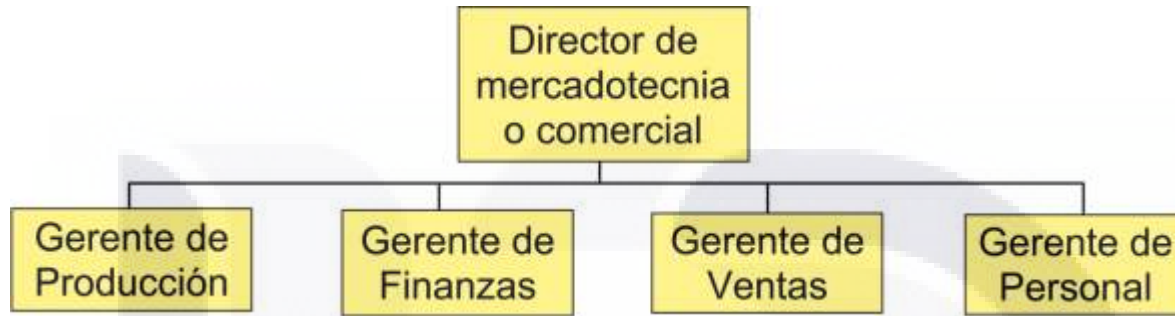 Director de
mercadotecnia
o comercial
Gerente de
Producción
Gerente de
Finanzas
Gerente de
Ventas
Gerente de
Personal